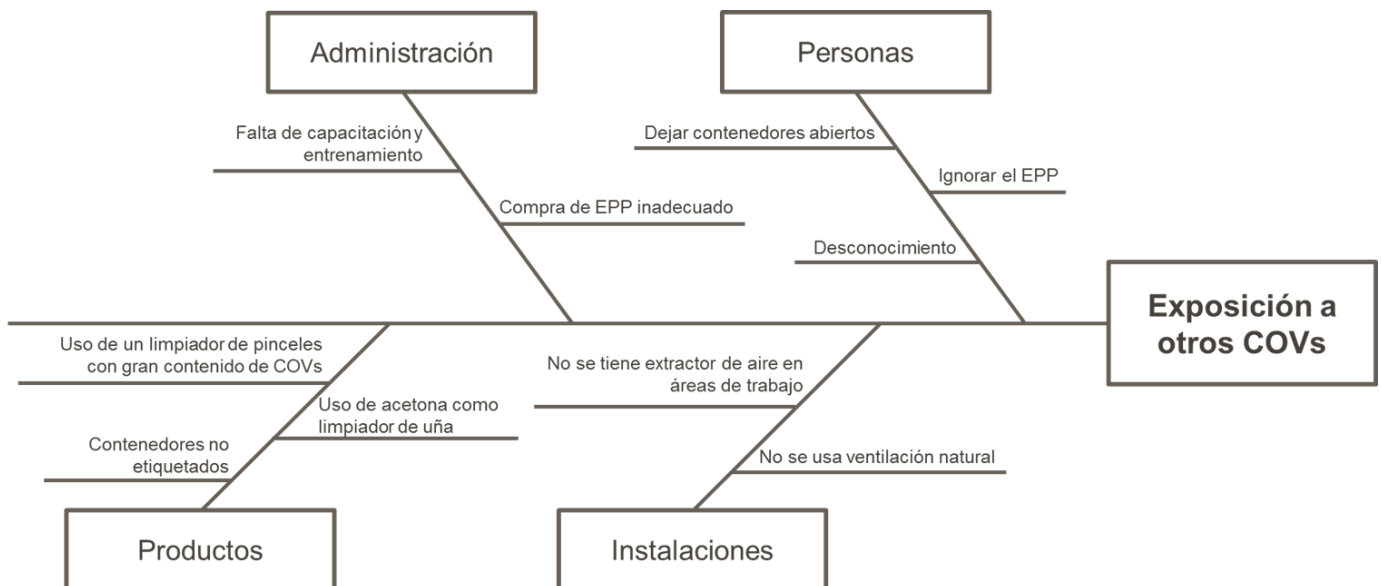 Administración
Personas
Falta de capacitación y
entrenamiento
Compra de EPP inadecuado
Dejar contenedores abiertos
Ignorar el EPP
Desconocimiento
Exposición a
otros COVs
Uso de un limpiador de pinceles
con gran contenido de COVs
Uso de acetona como
limpiador de uña
Contenedores no
etiquetados
No se tiene extractor de aire en
áreas de trabajo
No se usa ventilación natural
Productos
Instalaciones